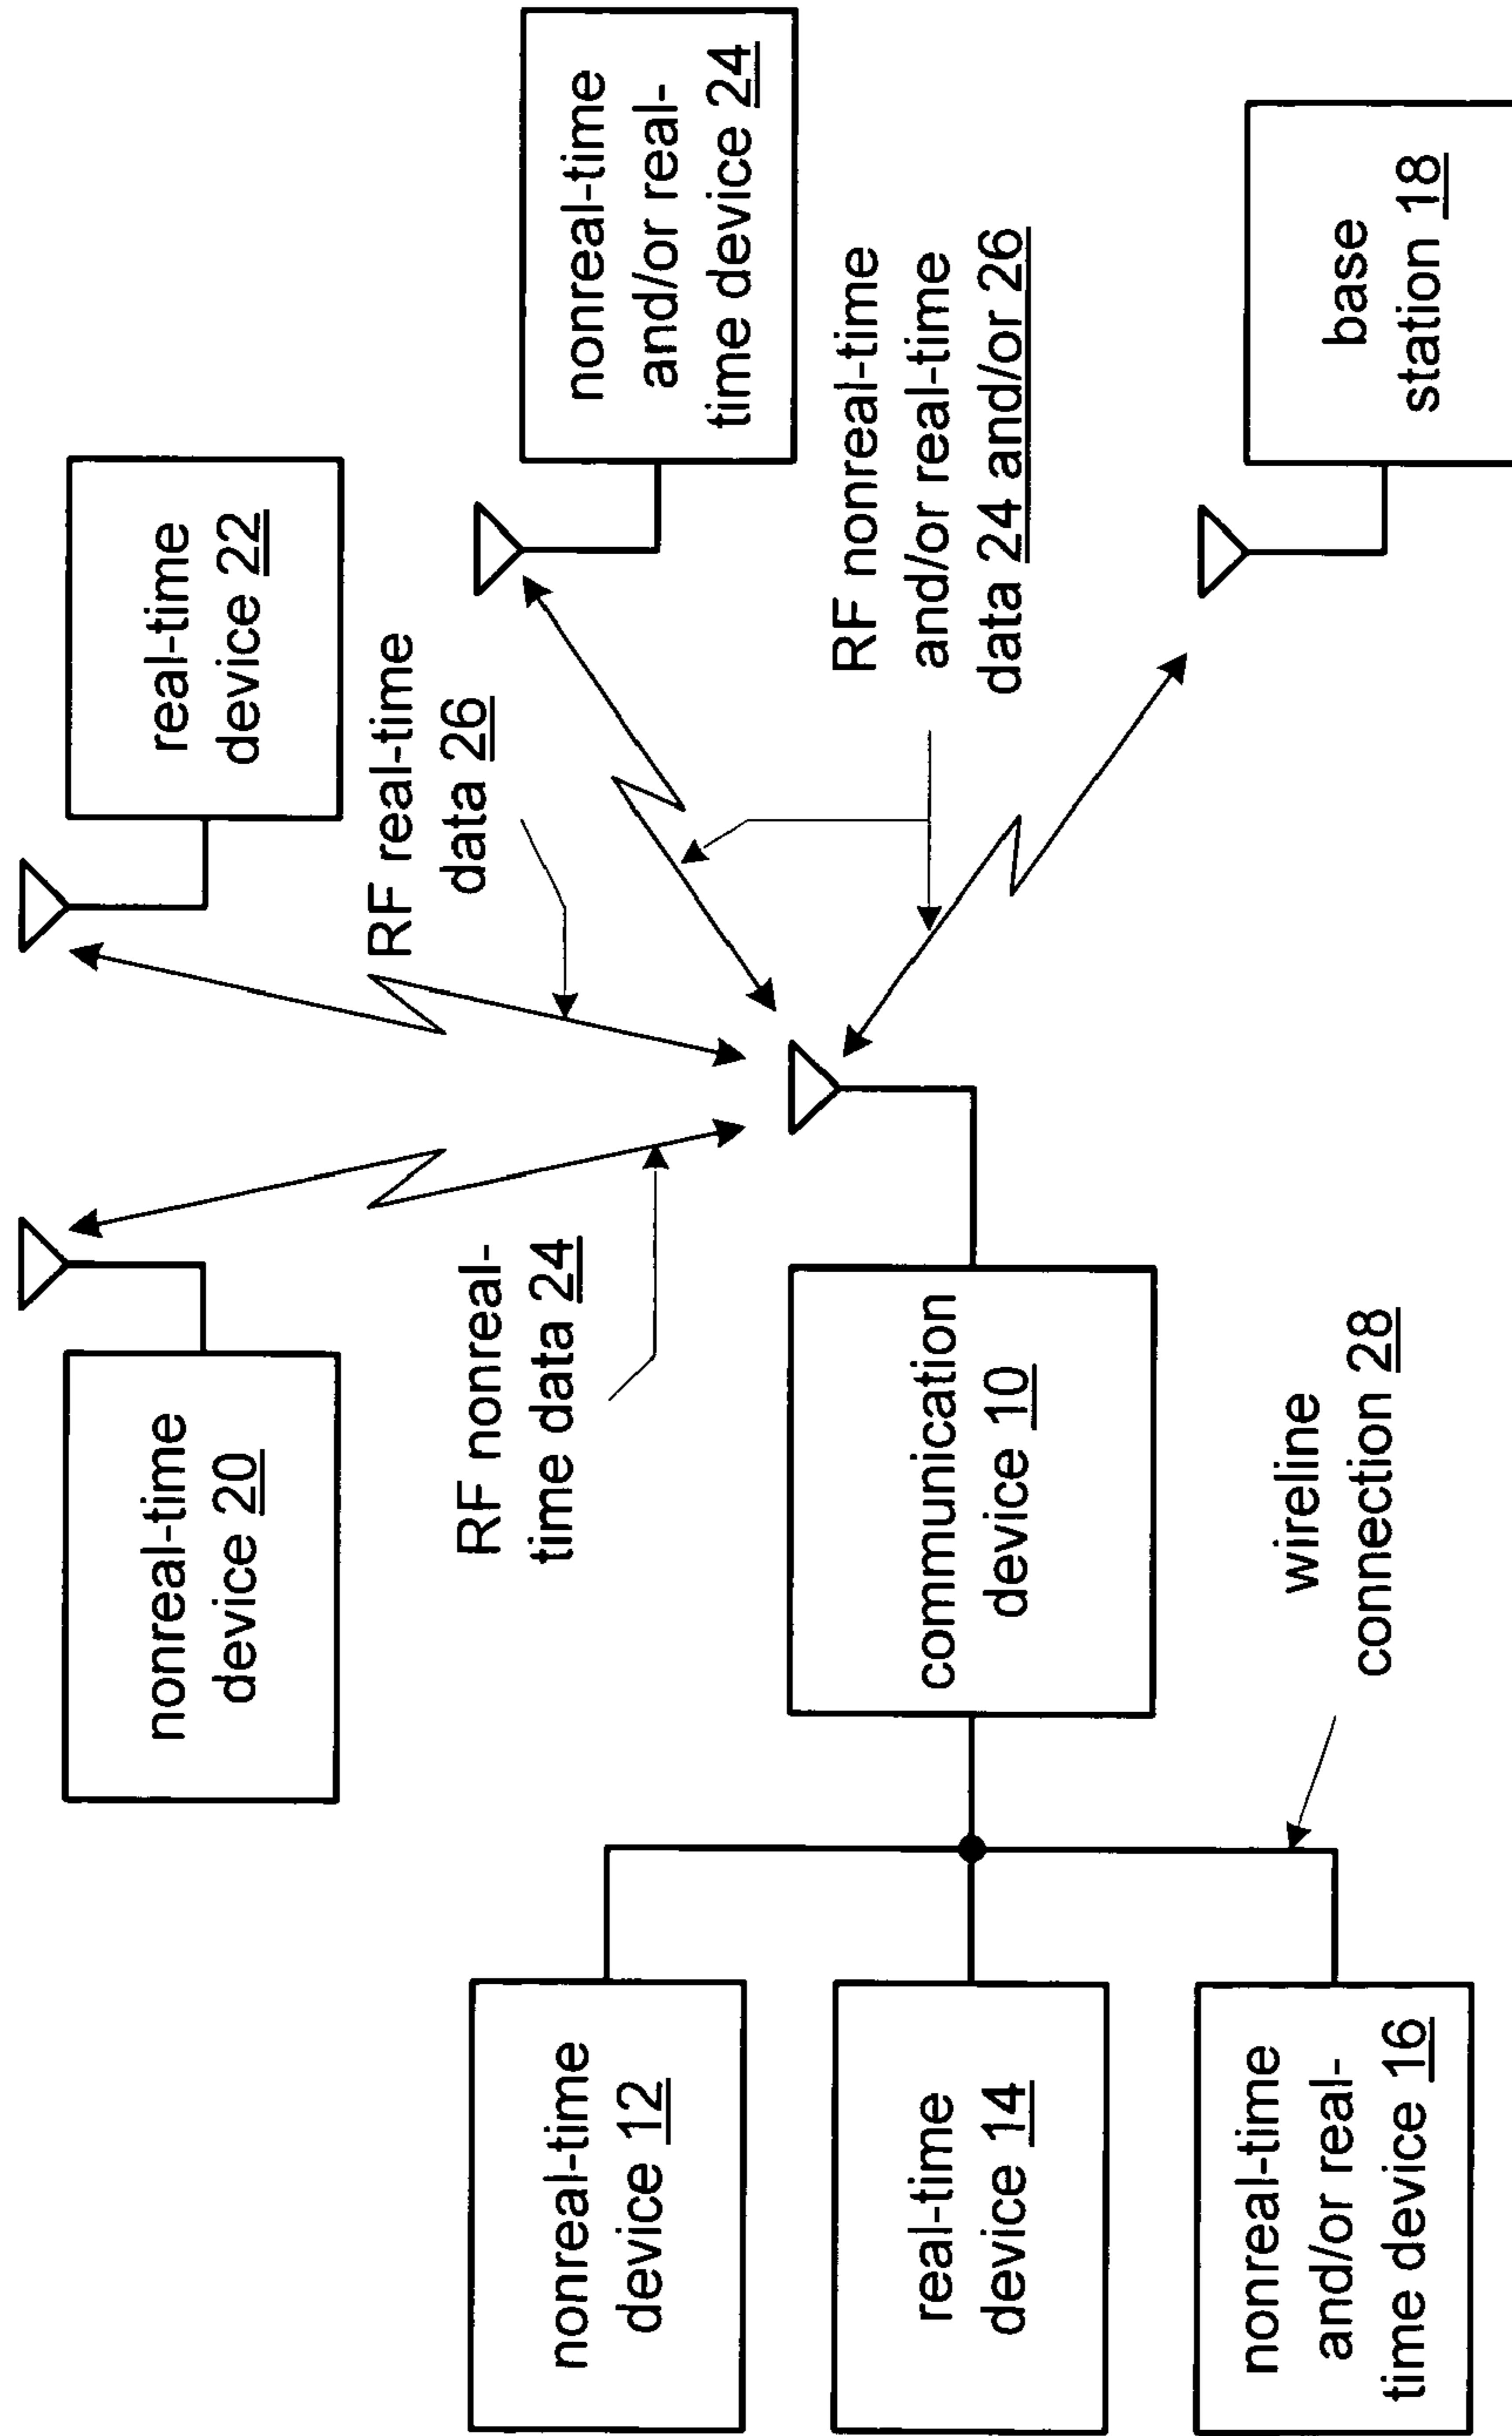 nonreal-time
device 20
real-time
device 22
RF real-time
data 26
RF nonreal-
time data 24
nonreal-time
and/or real-
time device 24
nonreal-time
device 12
communication
device 10
RF nonreal-time
and/or real-time
data 24 and/or 26
real-time
device 14
wireline
connection 28
nonreal-time
and/or real-
time device 16
base
station 18